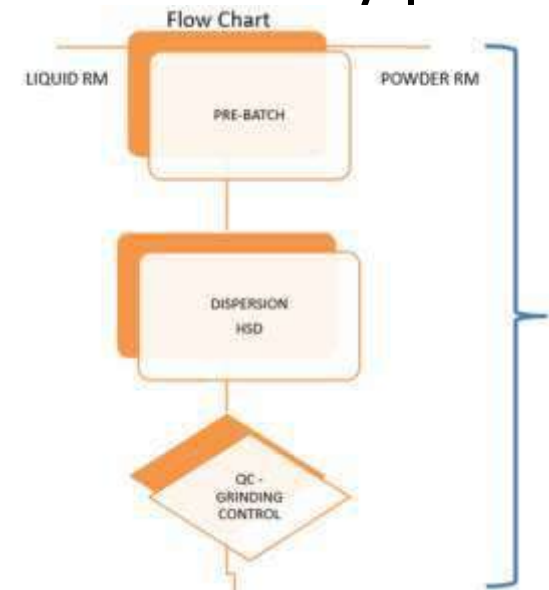 Flow Chart
LIQUID RM
POWDER RM
PRE-BATCH
DISPERSION
HSD
QC -
GRINDING
CONTROL